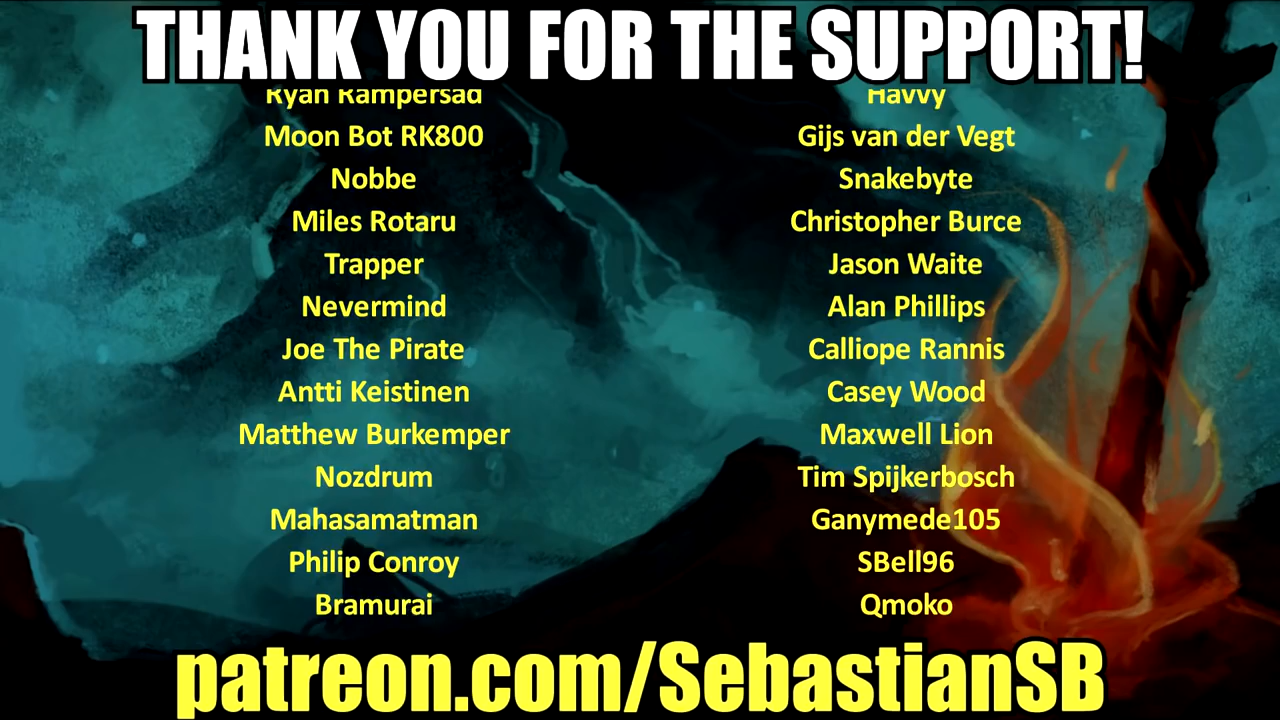 THANK YOU FOR THE SUPPORT!
Ryan Rampersad
Moon Bot RK800
Nobbe
Miles Rotaru
Trapper
Nevermind
Joe The Pirate
Antti Keistinen
Matthew Burkemper
Nozdrum
Mahasamatman
Philip Conroy
Bramurai
Havvy
Gijs van der Vegt
Snakebyte
Christopher Burce
Jason Waite
Alan Phillips
Calliope Rannis
Casey Wood
Maxwell Lion
Tim Spijkerbosch
Ganymede105
SBell96
Qmoko
patreon.com/SebastianSB